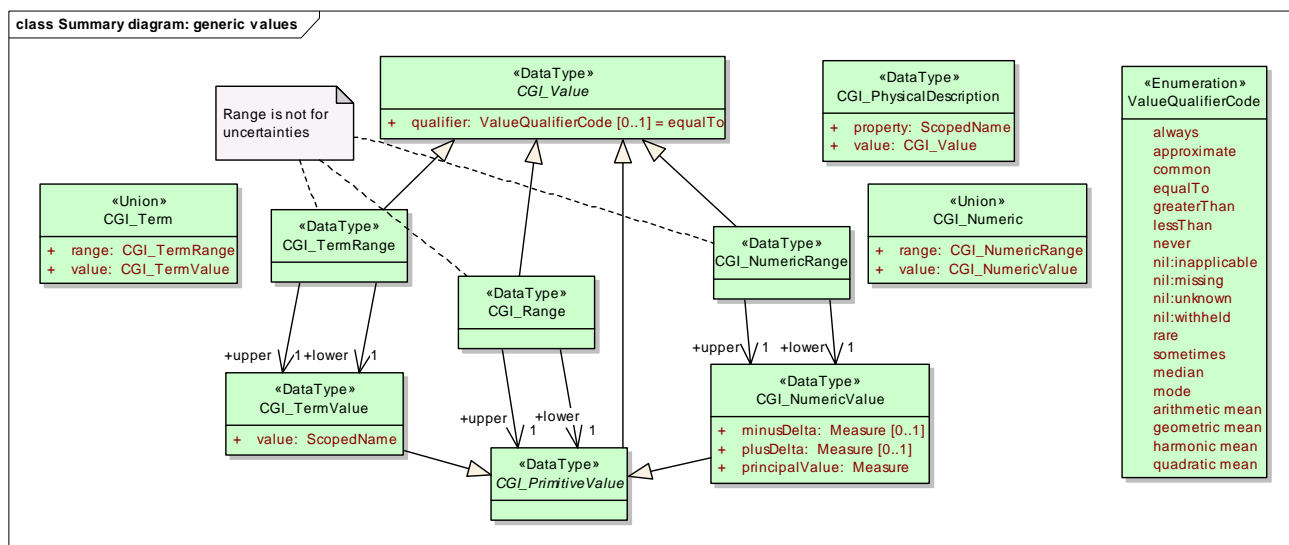 class Summary diagram: generic values
«DataType»
CGI_Value
+ qualifier: ValueQualifierCode [0..1] = equalTo
«DataType»
CGI_PhysicalDescription
+ property: ScopedName
+ value: CGI_Value
«Enumeration»
ValueQualifierCode
always
approximate
common
equalTo
greaterThan
lessThan
never
nil:inapplicable
nil:missing
nil:unknown
nil:withheld
rare
sometimes
median
mode
arithmetic mean
geometric mean
harmonic mean
quadratic mean
Range is not for
uncertainties
«Union»
CGI_Term
+ range: CGI_TermRange
+ value: CGI_TermValue
«DataType»
CGI_TermRange
«DataType»
CGI_Range
«DataType»
CGI_NumericRange
«Union»
CGI_Numeric
+ range: CGI_NumericRange
+ value: CGI_NumericValue
+upper 1
+lower 1
+upper 1
+lower 1
+upper 1
+lower 1
«DataType»
CGI_TermValue
+ value: ScopedName
«DataType»
CGI_PrimitiveValue
«DataType»
CGI_NumericValue
+ minusDelta: Measure [0..1]
+ plusDelta: Measure [0..1]
+ principalValue: Measure